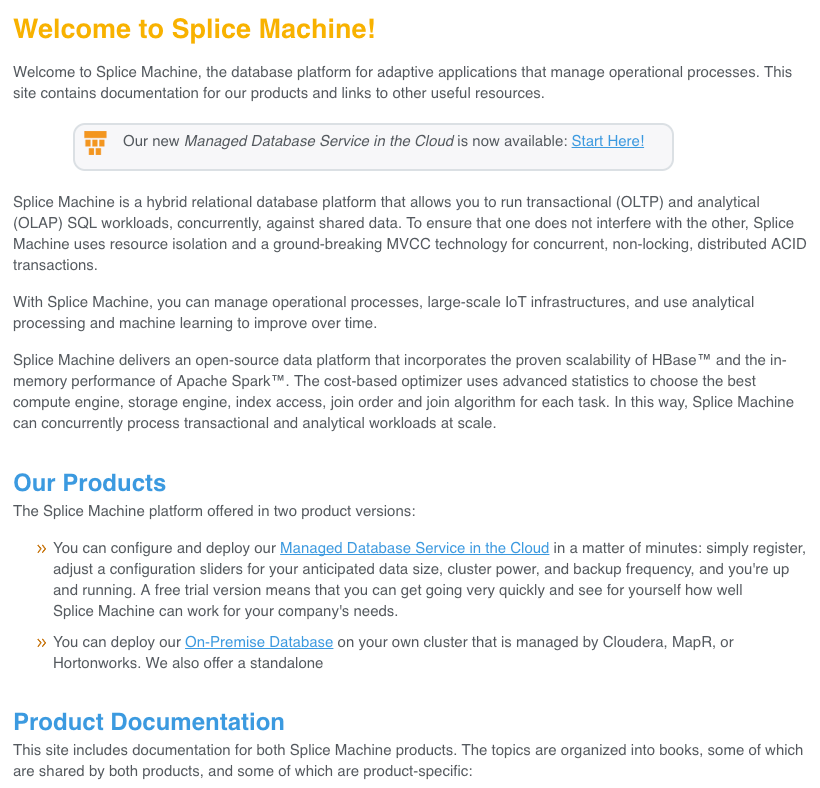 Welcome to Splice Machine!
Welcome to Splice Machine, the database platform for adaptive applications that manage operational processes. This
site contains documentation for our products and links to other useful resources.
Our new Managed Database Service in the Cloud is now available: Start Here!
Splice Machine is a hybrid relational database platform that allows you to run transactional (OLTP) and analytical
(OLAP) SQL workloads, concurrently, against shared data. To ensure that one does not interfere with the other, Splice
Machine uses resource isolation and a ground-breaking MVCC technology for concurrent, non-locking, distributed ACID
transactions.
With Splice Machine, you can manage operational processes, large-scale IoT infrastructures, and use analytical
processing and machine learning to improve over time.
Splice Machine delivers an open-source data platform that incorporates the proven scalability of HBase™ and the in-
memory performance of Apache Spark™. The cost-based optimizer uses advanced statistics to choose the best
compute engine, storage engine, index access, join order and join algorithm for each task. In this way, Splice Machine
can concurrently process transactional and analytical workloads at scale.
Our Products
The Splice Machine platform offered in two product versions:
» You can configure and deploy our Managed Database Service in the Cloud in a matter of minutes: simply register,
adjust a configuration sliders for your anticipated data size, cluster power, and backup frequency, and you're up
and running. A free trial version means that you can get going very quickly and see for yourself how well
Splice Machine can work for your company's needs.
» You can deploy our On-Premise Database on your own cluster that is managed by Cloudera, MapR, or
Hortonworks. We also offer a standalone
Product Documentation
This site includes documentation for both Splice Machine products. The topics are organized into books, some of which
are shared by both products, and some of which are product-specific: